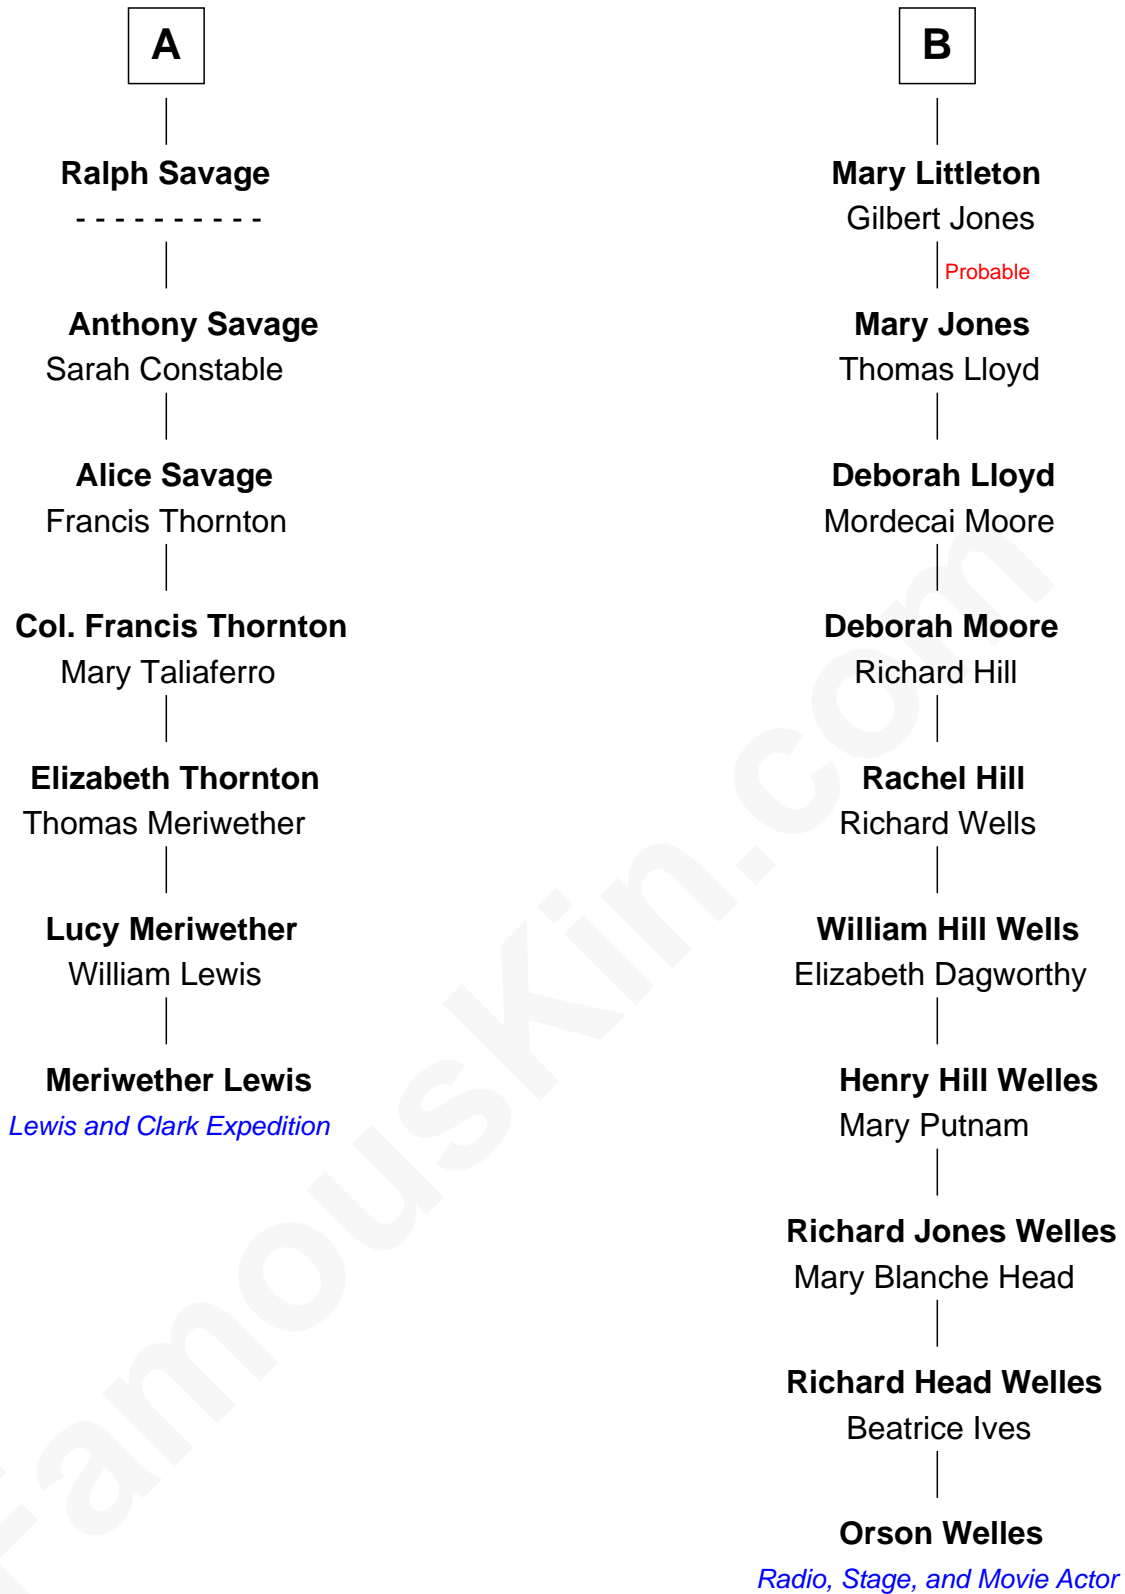 A
Ralph Savage
- - - - - - - - - -
Anthony Savage
Sarah Constable
Alice Savage
Francis Thornton
Col. Francis Thornton
Mary Taliaferro
Elizabeth Thornton
Thomas Meriwether
Lucy Meriwether
William Lewis
Meriwether Lewis
Lewis and Clark Expedition
B
Mary Littleton
Gilbert Jones
Probable
Mary Jones
Thomas Lloyd
Deborah Lloyd
Mordecai Moore
Deborah Moore
Richard Hill
Rachel Hill
Richard Wells
William Hill Wells
Elizabeth Dagworthy
Henry Hill Welles
Mary Putnam
Richard Jones Welles
Mary Blanche Head
Richard Head Welles
Beatrice Ives
Orson Welles
Radio, Stage, and Movie Actor
FamousKin.com